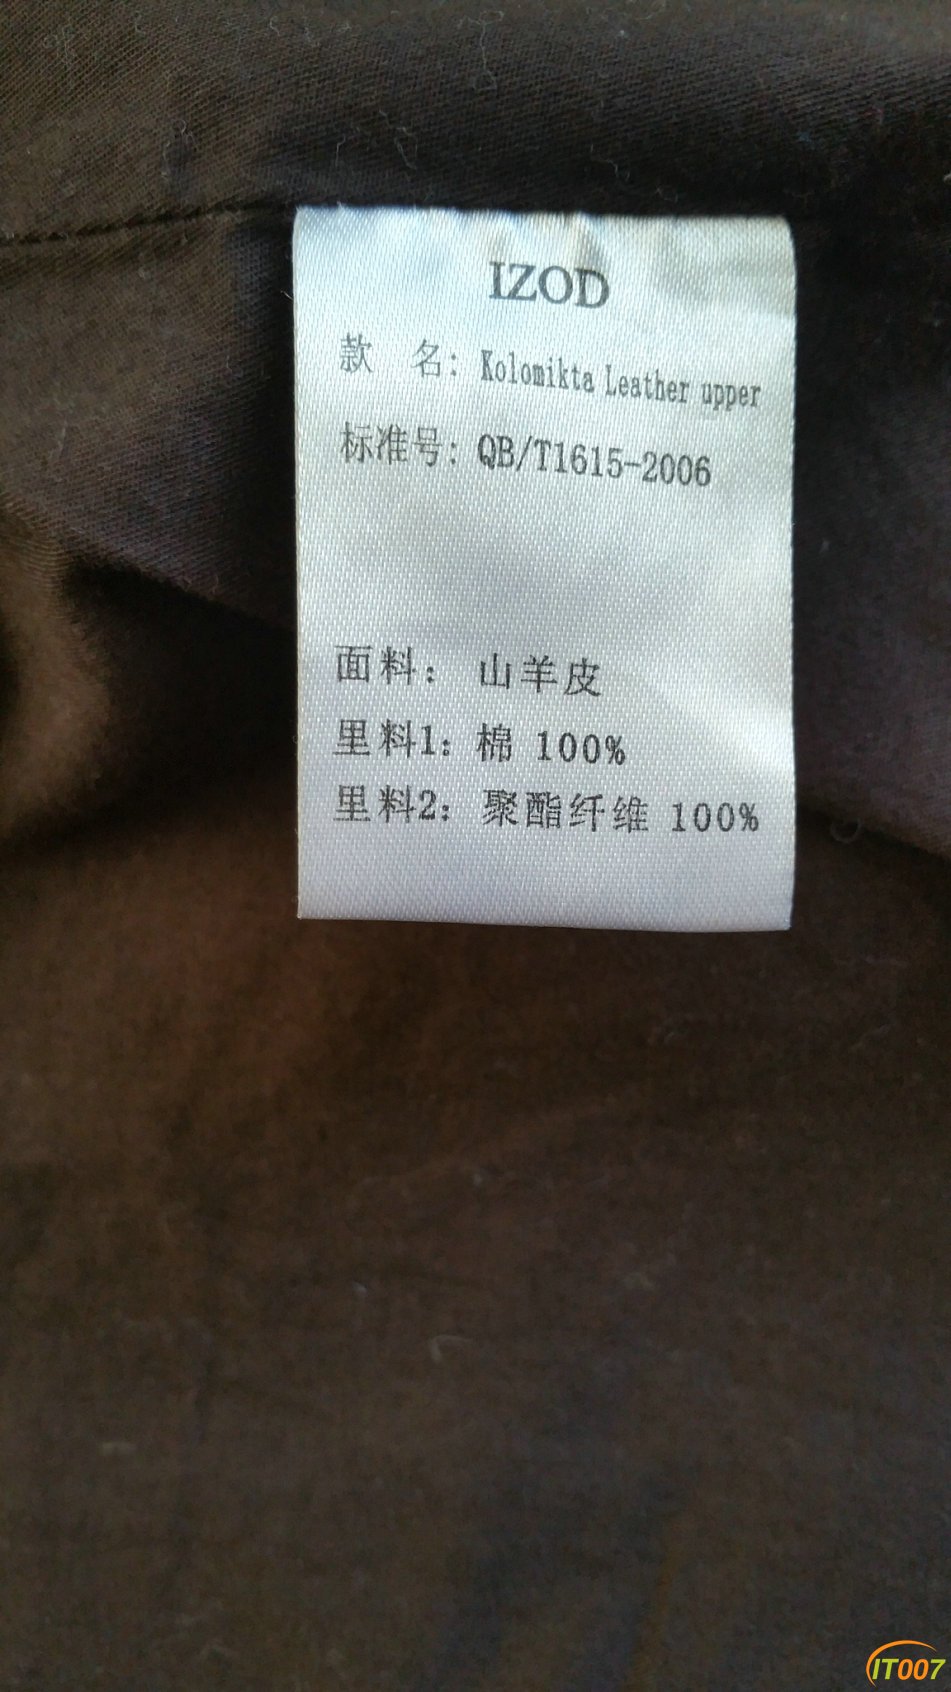 IZOD
款 名: Kolomikta Leather upper
标准号: QB/T1615-2006
面料: 山羊皮
里料1: 棉 100%
里料2: 聚酯纤维 100%
IT007